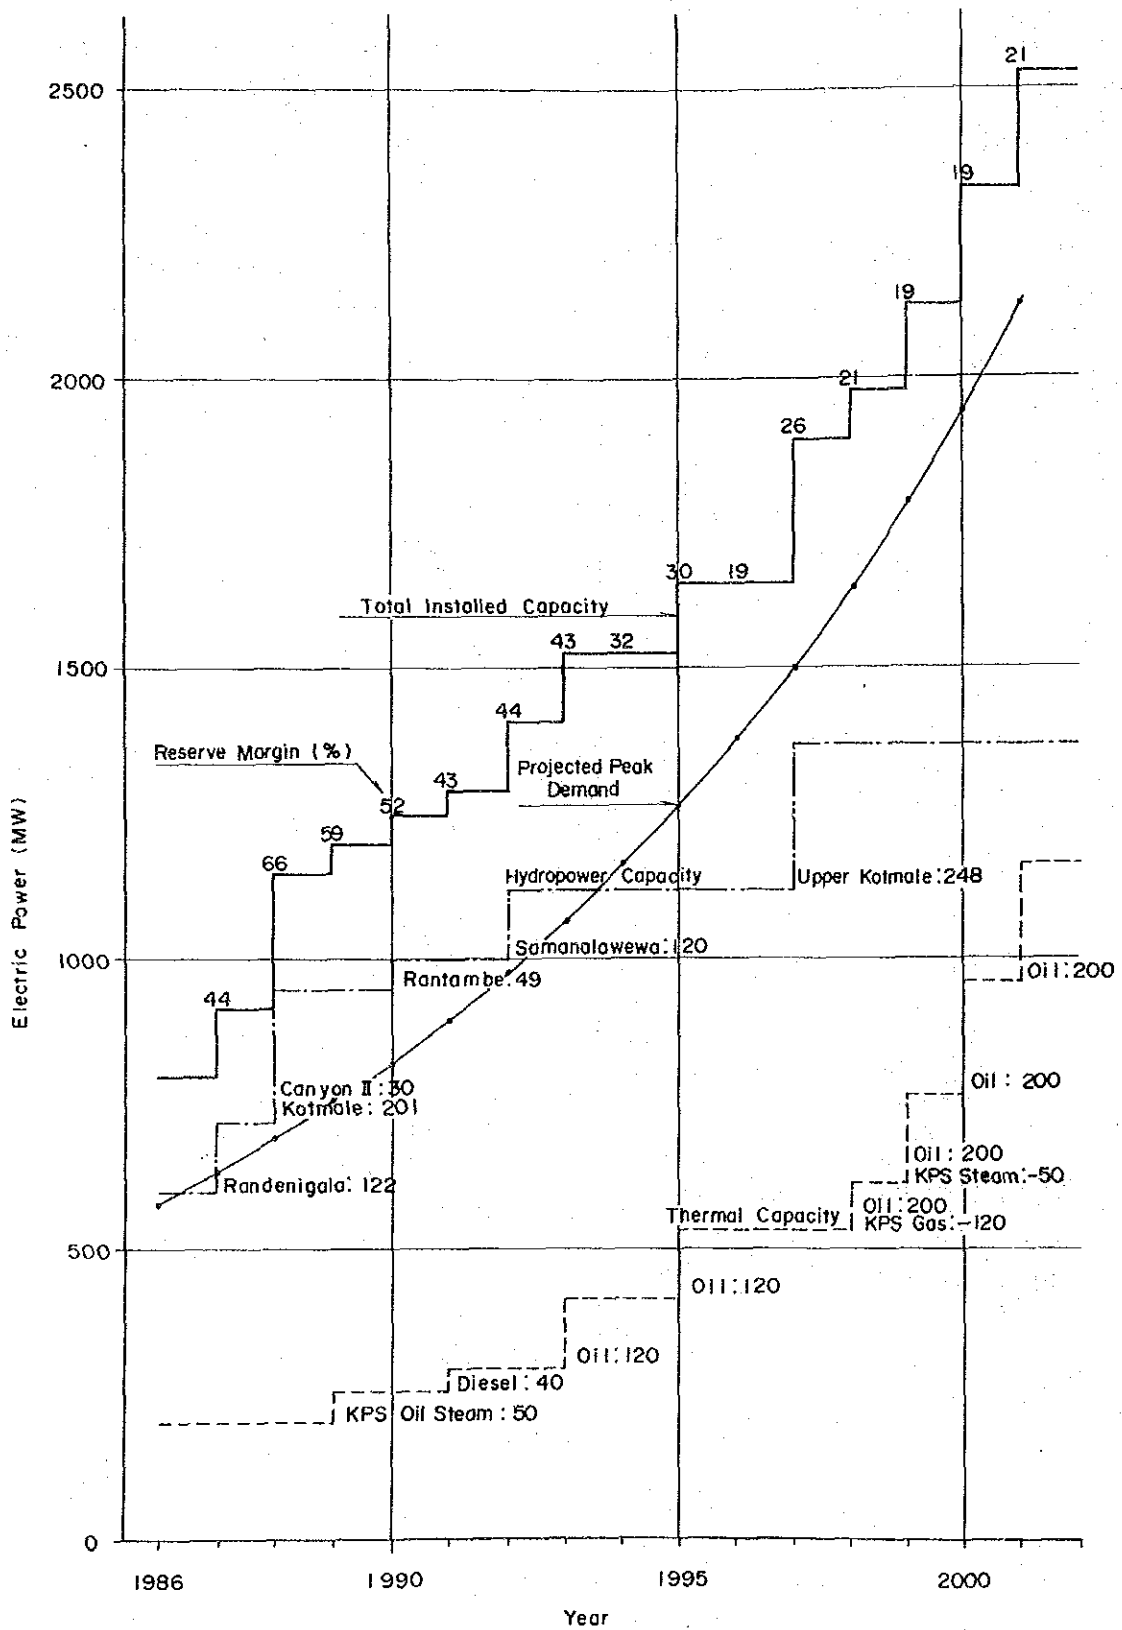 21
2500
19
19
2000
21
26
30
19
Total Installed Capacity
43
32
1500
44
Reserve Margin (%)
Projected Peak
Demand
43
52
59
66
Hydropower Capacity
Upper Kotmale:248
Samanalawewa:120
1000
Rantambe:49
Oil:200
44
Canyon II:30
Kotmale:201
Oil: 200
Randenigala: 122
Oil: 200
KPS Steam:-50
Thermal Capacity
Oil:200
KPS Gas:-120
500
Oil:120
Oil:120
Diesel: 40
KPS Oil Steam: 50
0
1986
1990
1995
2000
Year
Electric Power (MW)